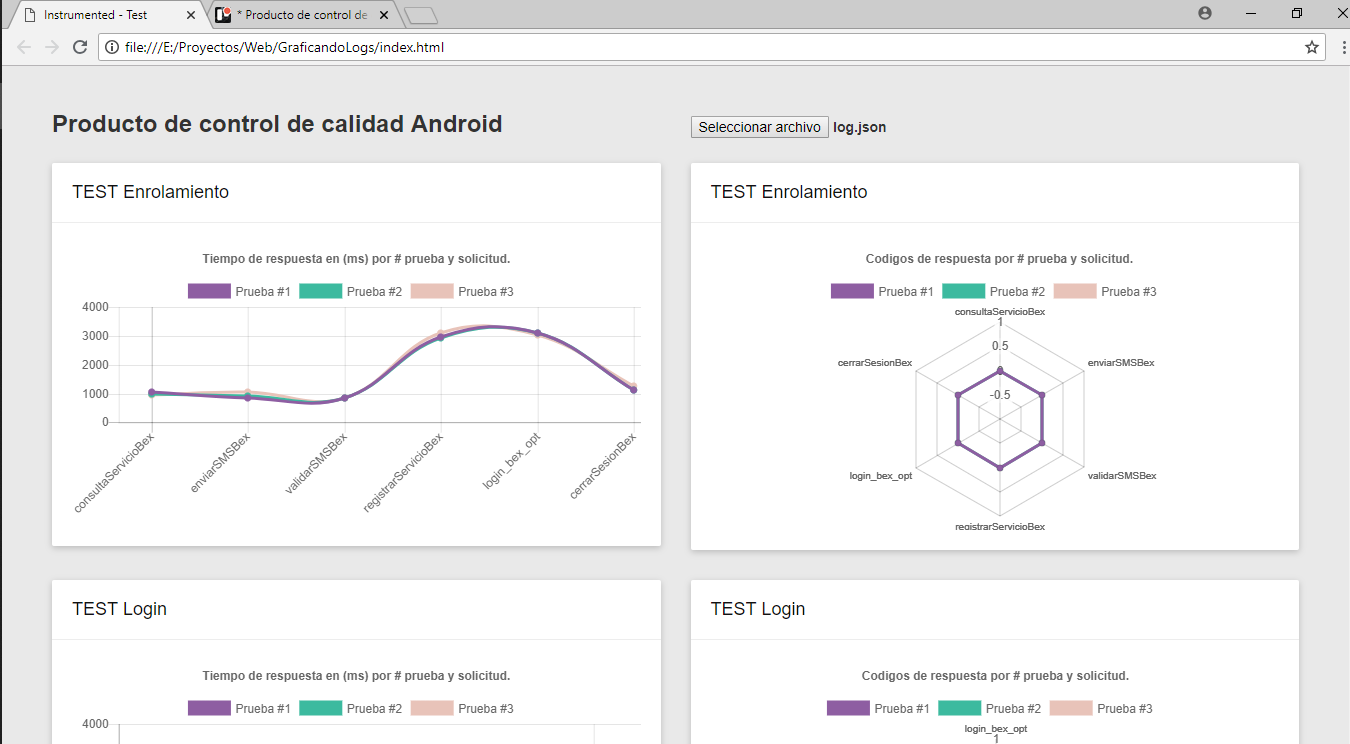 Instrumented - Test
* Producto de control de
file:///E:/Proyectos/Web/GraficandoLogs/index.html
Producto de control de calidad Android
Seleccionar archivo log.json
TEST Enrolamiento
Tiempo de respuesta en (ms) por # prueba y solicitud.
Prueba #1 Prueba #2 Prueba #3
4000
3000
2000
1000
0
consultaServicioBex
enviarSMSBex
validarSMSBex
registrarServicioBex
login_bex_opt
cerrarSesionBex
TEST Enrolamiento
Codigos de respuesta por # prueba y solicitud.
Prueba #1 Prueba #2 Prueba #3
consultaServicioBex
1
0.5
0
-0.5
cerrarSesionBex
enviarSMSBex
login_bex_opt
validarSMSBex
registrarServicioBex
TEST Login
Tiempo de respuesta en (ms) por # prueba y solicitud.
Prueba #1 Prueba #2 Prueba #3
4000
TEST Login
Codigos de respuesta por # prueba y solicitud.
Prueba #1 Prueba #2 Prueba #3
login_bex_opt
1